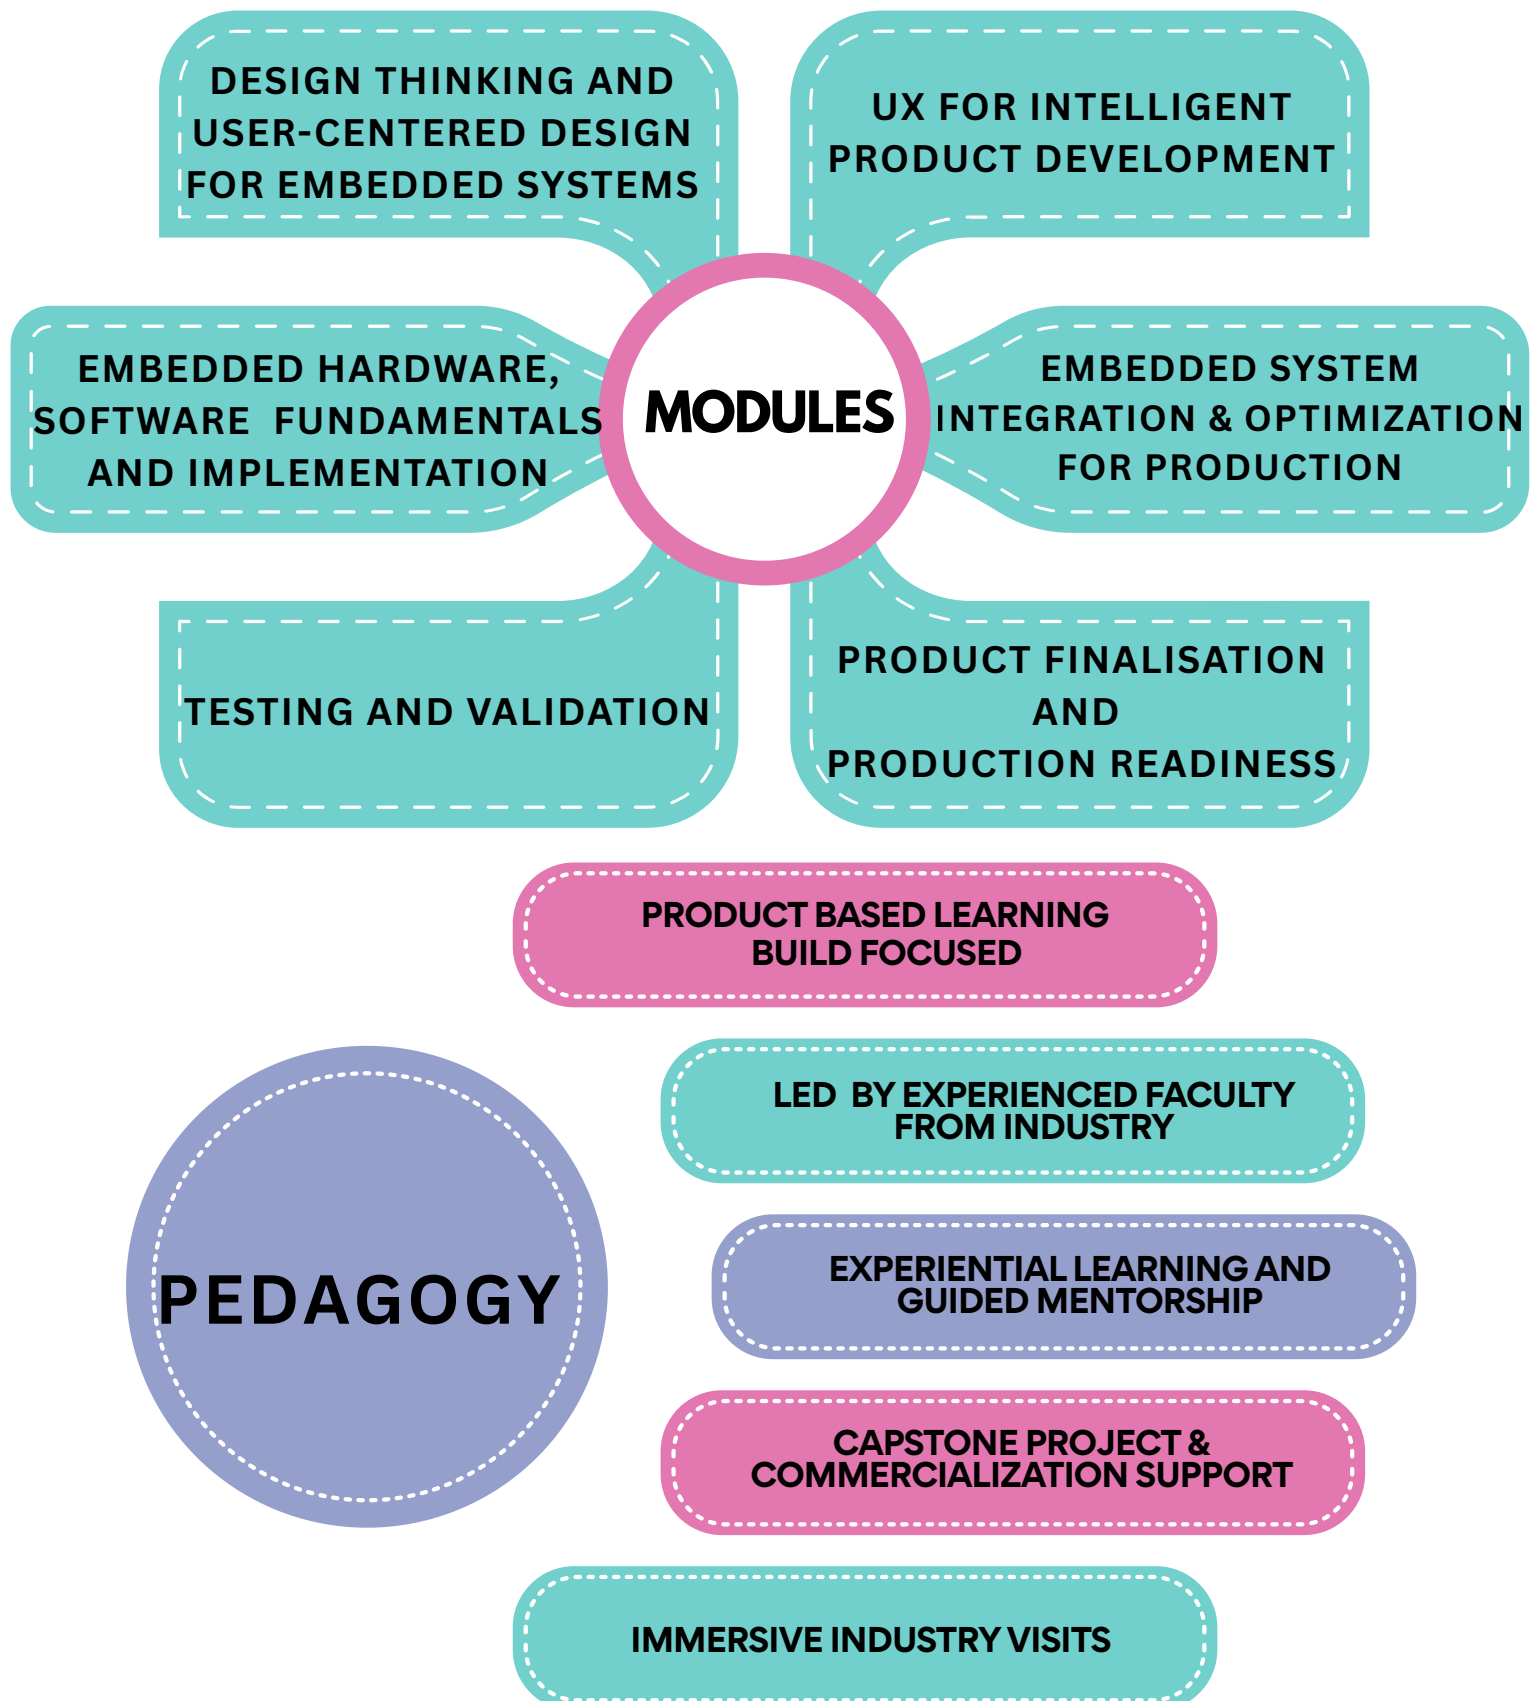 DESIGN THINKING AND
USER-CENTERED DESIGN
FOR EMBEDDED SYSTEMS
UX FOR INTELLIGENT
PRODUCT DEVELOPMENT
EMBEDDED HARDWARE,
SOFTWARE FUNDAMENTALS
AND IMPLEMENTATION
MODULES
EMBEDDED SYSTEM
INTEGRATION & OPTIMIZATION
FOR PRODUCTION
TESTING AND VALIDATION
PRODUCT FINALISATION
AND
PRODUCTION READINESS
PRODUCT BASED LEARNING
BUILD FOCUSED
LED BY EXPERIENCED FACULTY
FROM INDUSTRY
PEDAGOGY
EXPERIENTIAL LEARNING AND
GUIDED MENTORSHIP
CAPSTONE PROJECT &
COMMERCIALIZATION SUPPORT
IMMERSIVE INDUSTRY VISITS